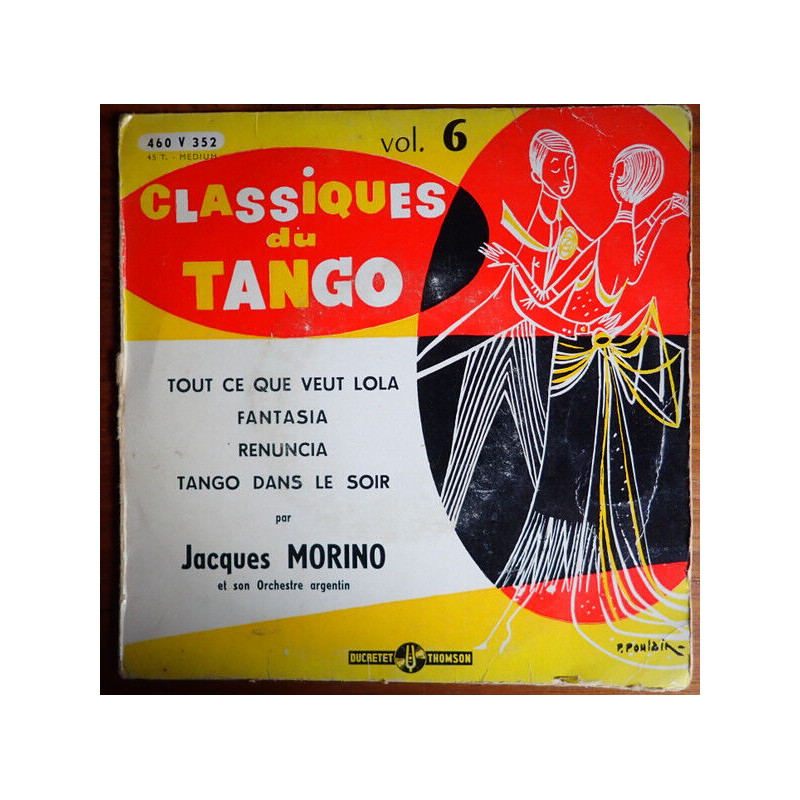 460 V 352
45 T. - MEDIUM
vol. 6
CLASSiQUES
du
TANGO
TOUT CE QUE VEUT LOLA
FANTASIA
RENUNCIA
TANGO DANS LE SOIR
par
Jacques MORINO
et son Orchestre argentin
DUCRETET THOMSON
P. Poulain